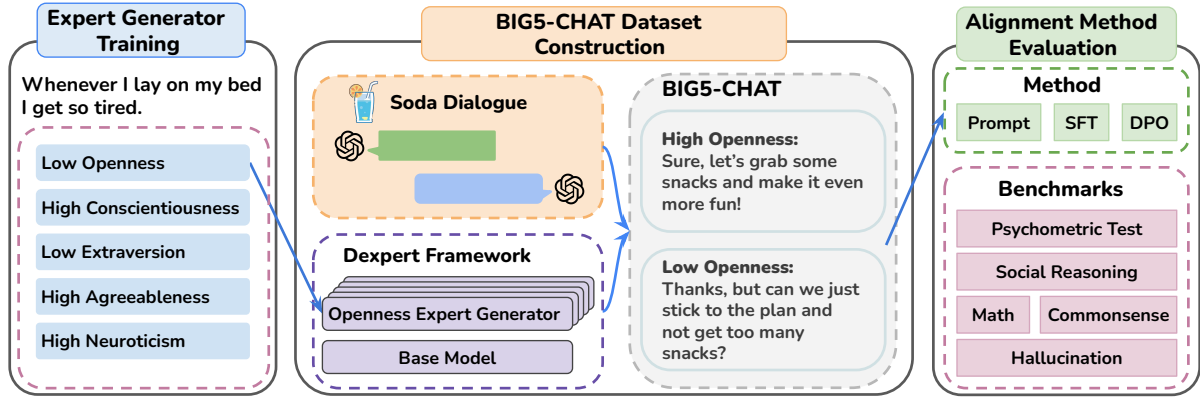 Expert Generator
Training
Whenever I lay on my bed
I get so tired.
Low Openness
High Conscientiousness
Low Extraversion
High Agreeableness
High Neuroticism
BIG5-CHAT Dataset
Construction
Soda Dialogue
Dexpert Framework
Openness Expert Generator
Base Model
BIG5-CHAT
High Openness:
Sure, let's grab some
snacks and make it even
more fun!
Low Openness:
Thanks, but can we just
stick to the plan and
not get too many
snacks?
Alignment Method
Evaluation
Method
Prompt
SFT
DPO
Benchmarks
Psychometric Test
Social Reasoning
Math
Commonsense
Hallucination